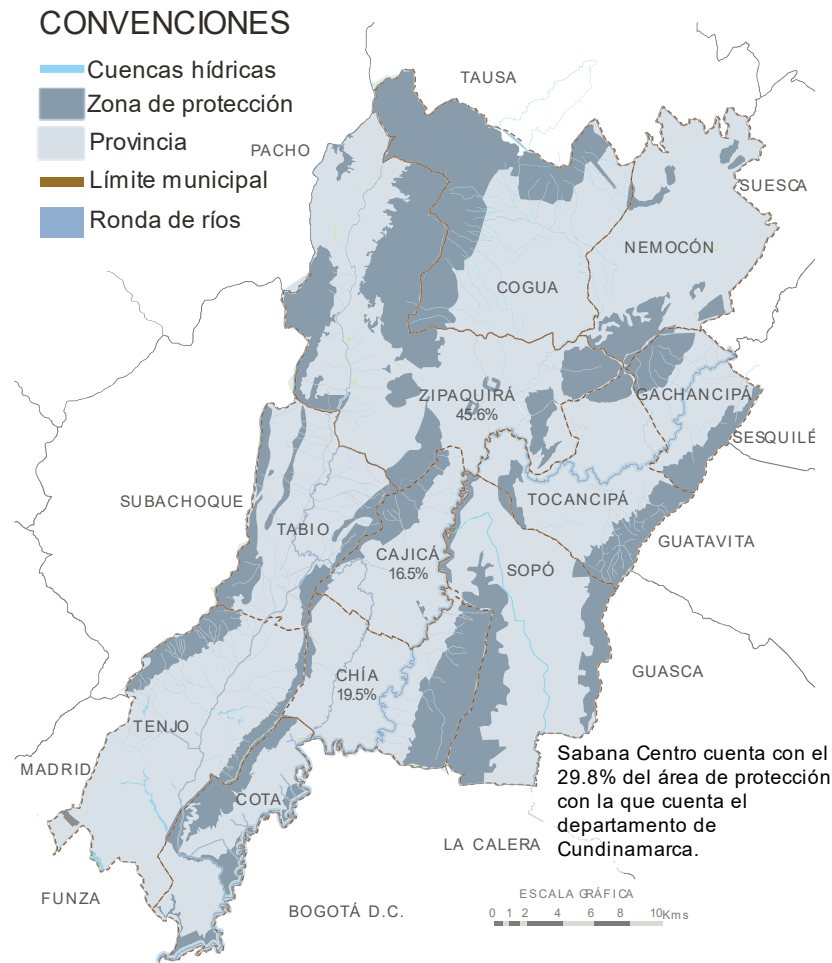 CONVENCIONES
Cuencas hídricas
Zona de protección
Provincia
Límite municipal
Ronda de ríos
TAUSA
PACHO
SUESCA
NEMOCÓN
COGUA
ZIPAQUIRÁ
45.6%
GACHANCIPÁ
SESQUILÉ
SUBACHOQUE
TOCANCIPÁ
TABIO
GUATAVITA
CAJICÁ
16.5%
SOPÓ
GUASCA
CHÍA
19.5%
TENJO
MADRID
COTA
Sabana Centro cuenta con el
29.8% del área de protección
con la que cuenta el
departamento de
Cundinamarca.
LA CALERA
FUNZA
BOGOTÁ D.C.
ESCALA GRÁFICA
0 1 2 4 6 8 10Kms